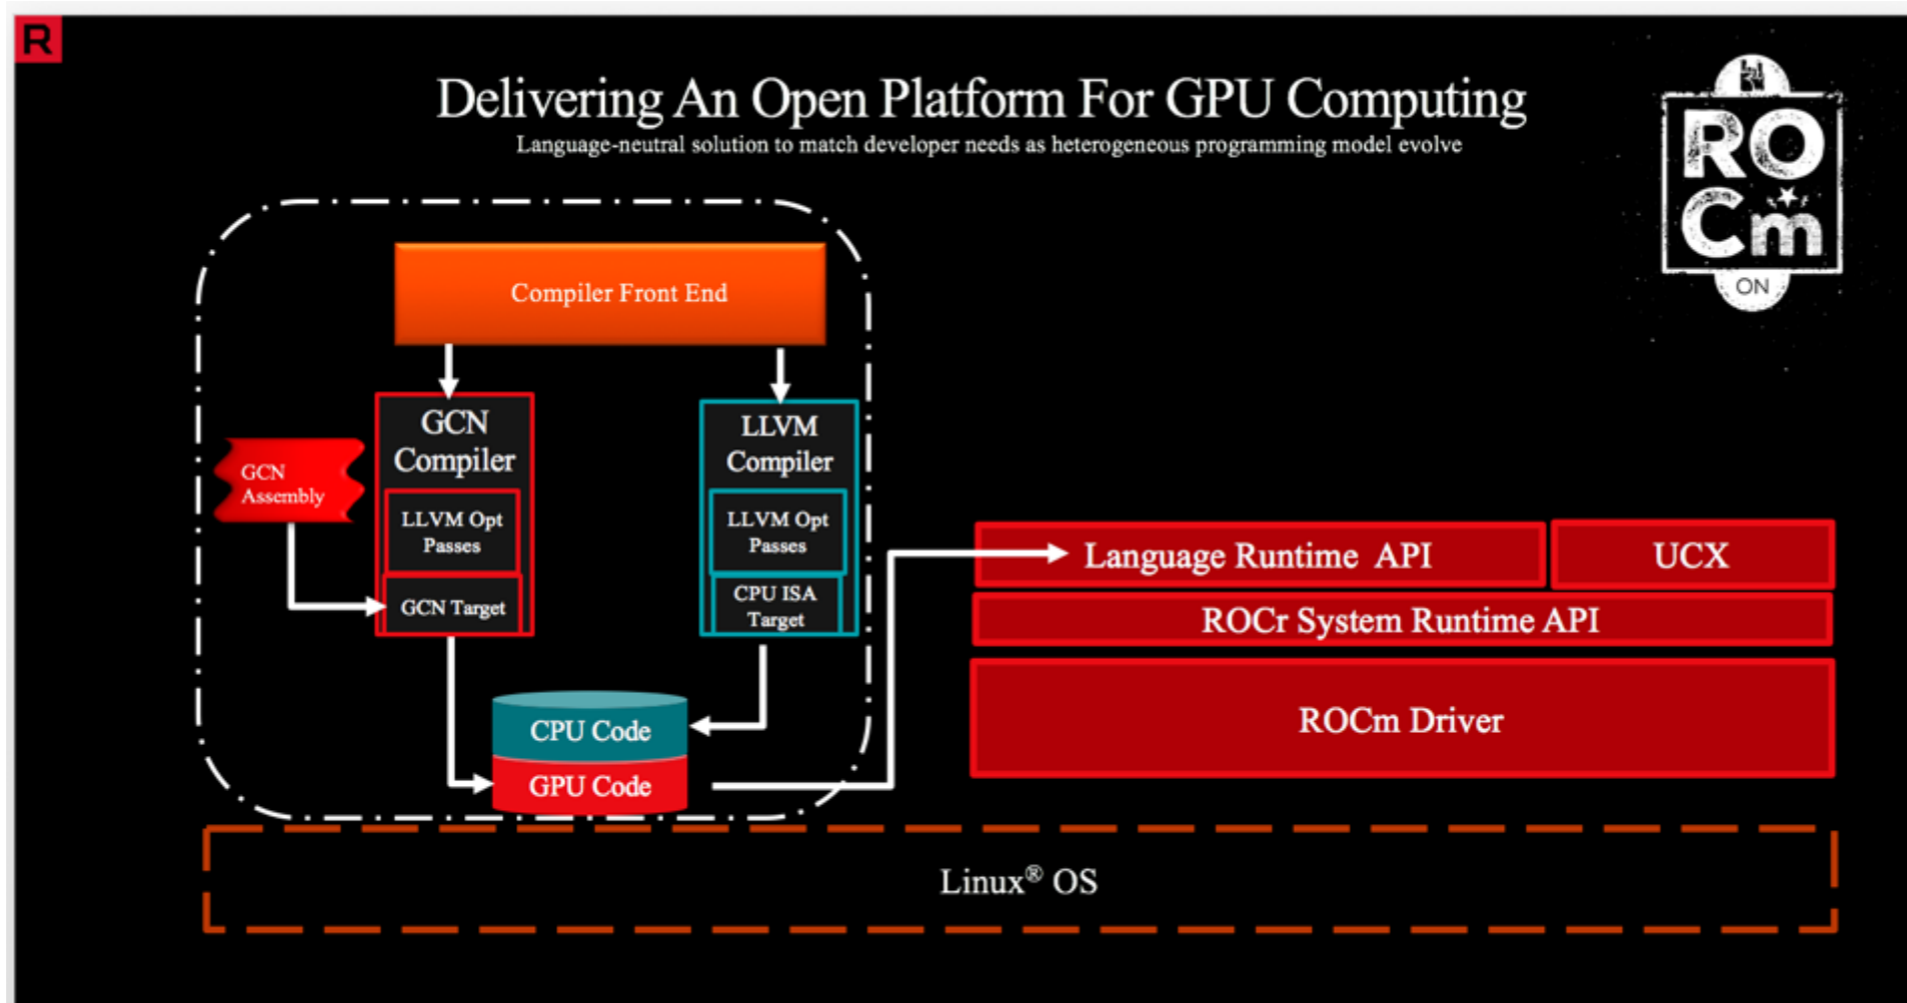 R
Delivering An Open Platform For GPU Computing
Language-neutral solution to match developer needs as heterogeneous programming model evolve
RO
Cm
ON
Compiler Front End
GCN
Compiler
LLVM
Compiler
GCN
Assembly
LLVM Opt
Passes
LLVM Opt
Passes
GCN Target
CPU ISA
Target
Language Runtime API
UCX
ROCr System Runtime API
ROCm Driver
CPU Code
GPU Code
Linux® OS